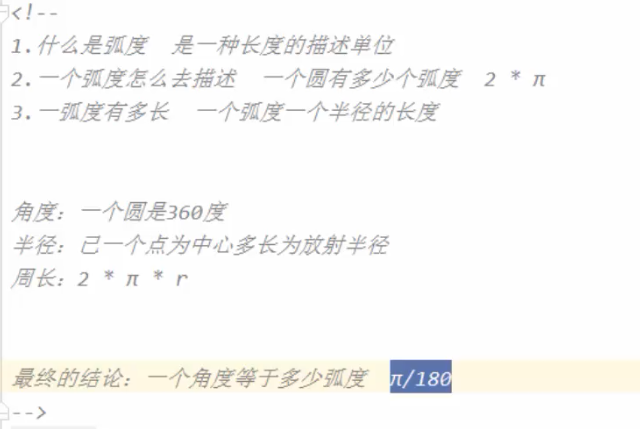 <!--
1.什么是弧度  是一种长度的描述单位
2.一个弧度怎么去描述  一个圆有多少个弧度  2 * π
3.一弧度有多长  一个弧度一个半径的长度
角度：一个圆是360度
半径：已一个点为中心多长为放射半径
周长：2 * π * r
最终的结论：一个角度等于多少弧度  π/180
-->